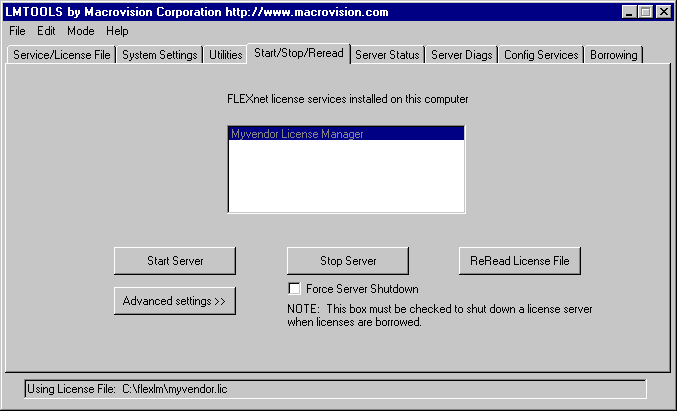 LMTOOLS by Macrovision Corporation http://www.macrovision.com
File Edit Mode Help
Service/License File System Settings Utilities Start/Stop/Reread Server Status Server Diags Config Services Borrowing
FLEXnet license services installed on this computer
Myvendor License Manager
Start Server Stop Server ReRead License File
Force Server Shutdown
Advanced settings >>
NOTE: This box must be checked to shut down a license server
when licenses are borrowed.
Using License File: C:\flexlm\myvendor.lic